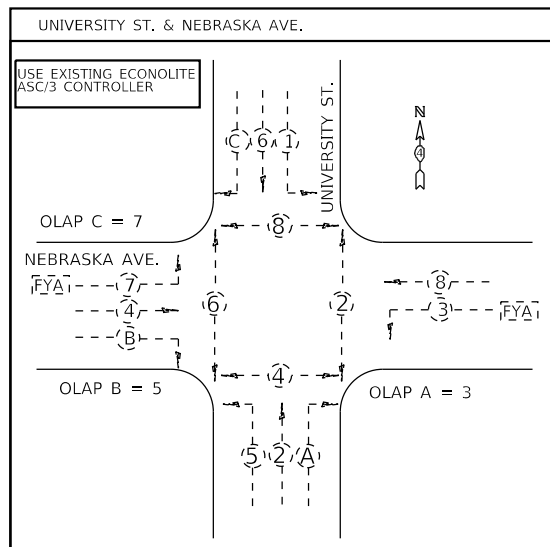 UNIVERSITY ST. & NEBRASKA AVE.
USE EXISTING ECONOLITE
ASC/3 CONTROLLER
UNIVERSITY ST.
N
4
C 6 1
OLAP C = 7
8
NEBRASKA AVE.
FYA 7
8
4
6 2
3 FYA
B
4
OLAP B = 5
OLAP A = 3
5 2 A